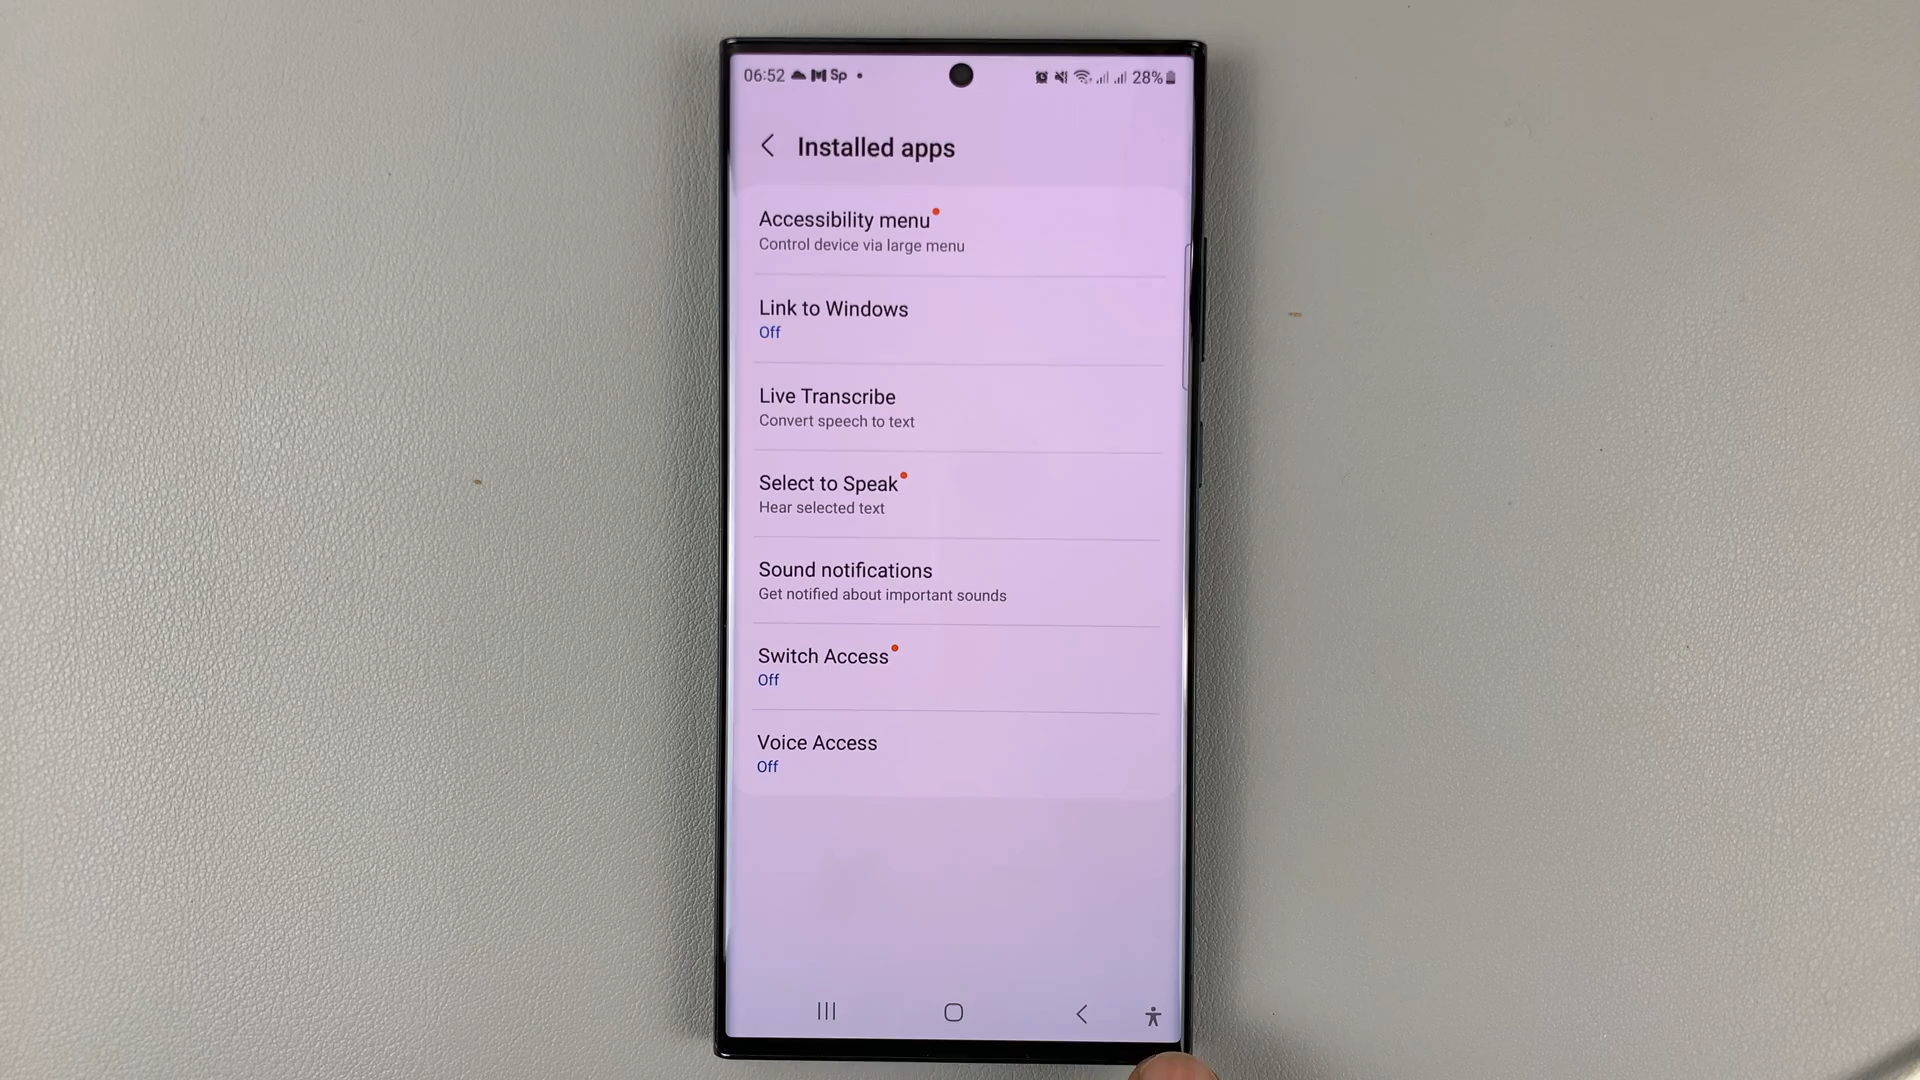 06:52 M Sp 28%
Installed apps
Accessibility menu
Control device via large menu
Link to Windows
Off
Live Transcribe
Convert speech to text
Select to Speak
Hear selected text
Sound notifications
Get notified about important sounds
Switch Access
Off
Voice Access
Off